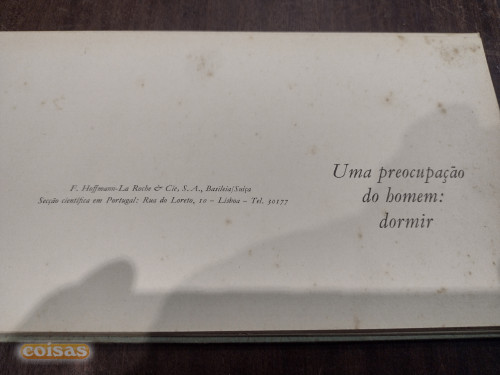 F. Hoffmann-La Roche & Cie, S. A., Basileia/Suíça
Secção científica em Portugal: Rua do Loreto, 10 – Lisboa – Tel. 30177
Uma preocupação
do homem:
dormir
coisas